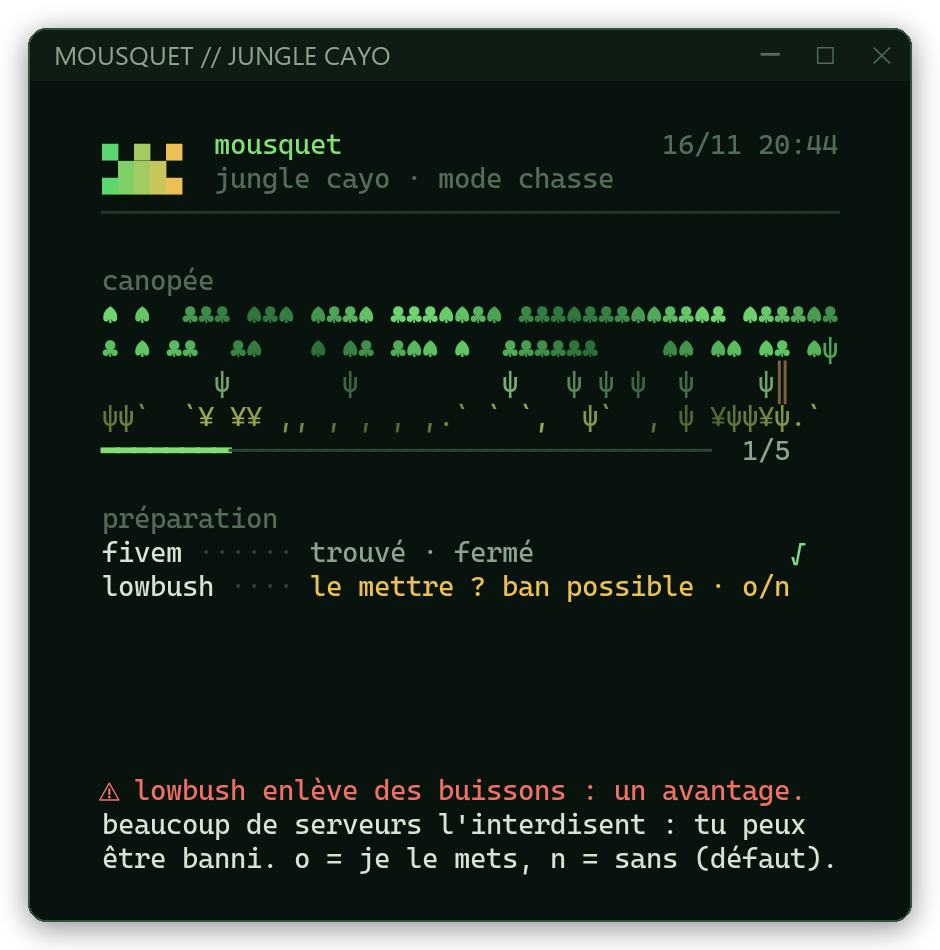 MOUSQUET // JUNGLE CAYO
mousquet 16/11 20:44
jungle cayo · mode chasse
canopée
♠ ♠  ♣♣♣ ♠♣♠ ♠♣♣♠ ♣♣♣♠♠♣♠ ♣♣♣♠♣♣♣♠♠♣♣♠♣ ♠♣♣♣♠♣
♣ ♠ ♣♣  ♣♠   ♠ ♠♣ ♣♠♠ ♠  ♣♣♣♣♣♣    ♠♠ ♠♠ ♠♣ ♠ψ
ψ       ψ         ψ   ψ ψ ψ  ψ    ψ‖
ψψ`  `¥ ¥¥ ,, , , , ,.` ` `,  ψ`  , ψ ¥ψψ¥ψ.`
1/5
préparation
fivem ······ trouvé · fermé √
lowbush ···· le mettre ? ban possible · o/n
⚠ lowbush enlève des buissons : un avantage.
beaucoup de serveurs l'interdisent : tu peux
être banni. o = je le mets, n = sans (défaut).